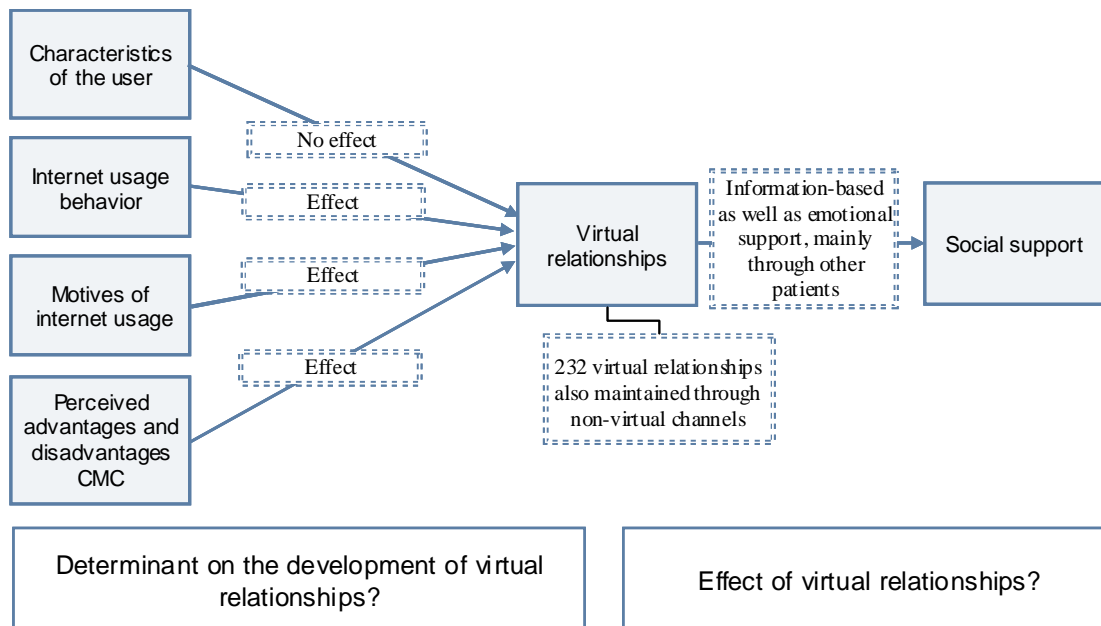 Characteristics
of the user
No effect
Internet usage
behavior
Effect
Motives of
internet usage
Effect
Perceived
advantages and
disadvantages
CMC
Effect
Virtual
relationships
232 virtual relationships
also maintained through
non-virtual channels
Information-based
as well as emotional
support, mainly
through other
patients
Social support
Determinant on the development of virtual
relationships?
Effect of virtual relationships?